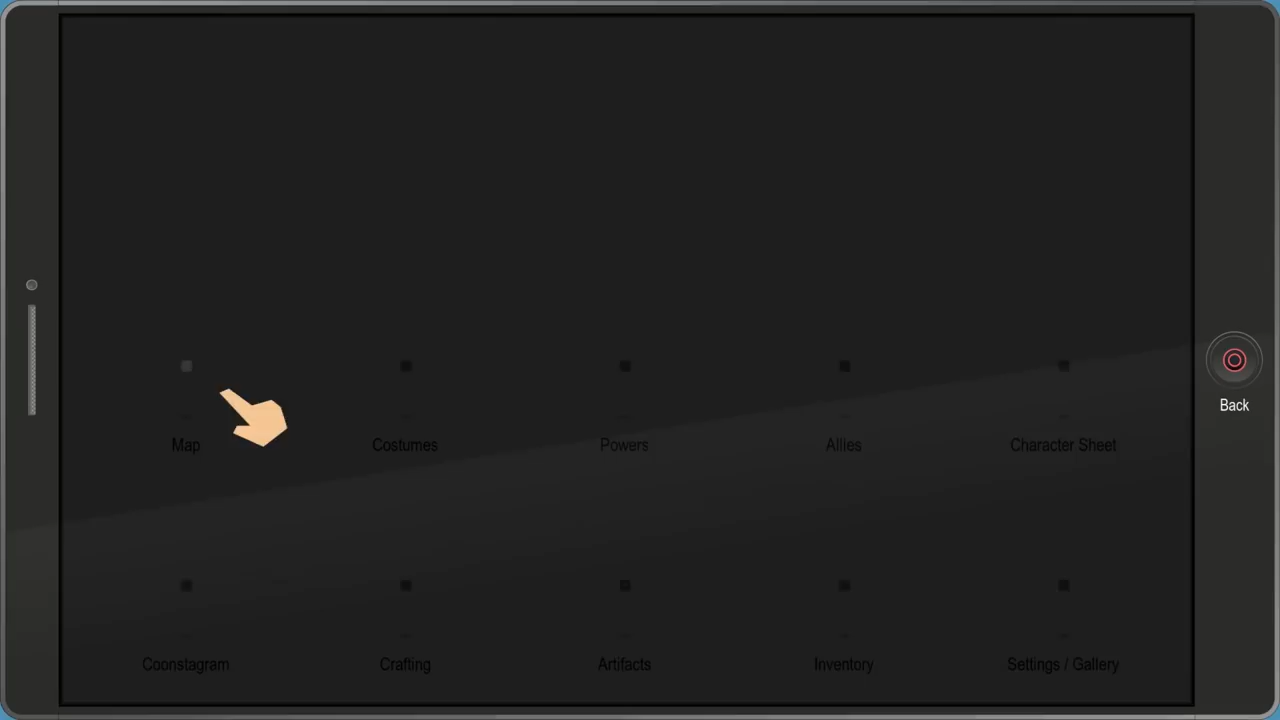 Back
Map
Costumes
Powers
Allies
Character Sheet
Coonstagram
Crafting
Artifacts
Inventory
Settings / Gallery